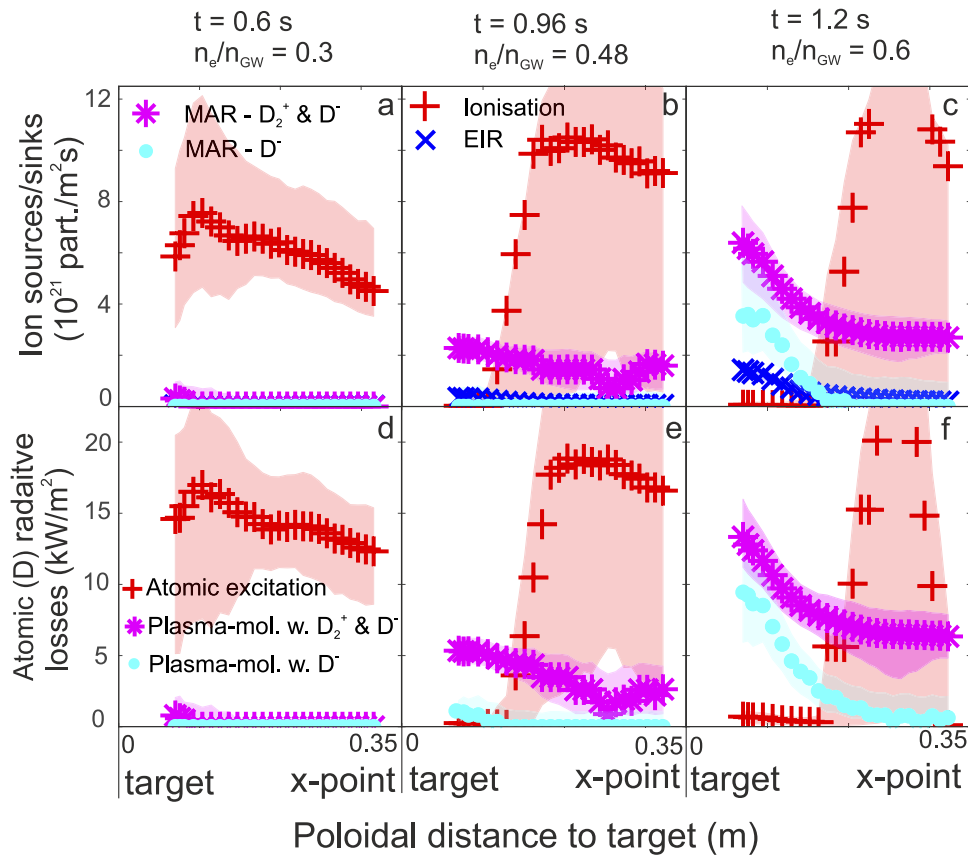 t = 0.6 s
n_e/n_GW = 0.3
t = 0.96 s
n_e/n_GW = 0.48
t = 1.2 s
n_e/n_GW = 0.6
Ion sources/sinks
(10^21 part./m^2s)
12
8
4
0
a
MAR - D_2^+ & D^-
MAR - D^-
b
Ionisation
EIR
c
Atomic (D) radaitve
losses (kW/m^2)
20
15
10
5
0
d
Atomic excitation
Plasma-mol. w. D_2^+ & D^-
Plasma-mol. w. D^-
e
f
0
0.35
0
0.35
0
0.35
target
x-point
target
x-point
target
x-point
Poloidal distance to target (m)